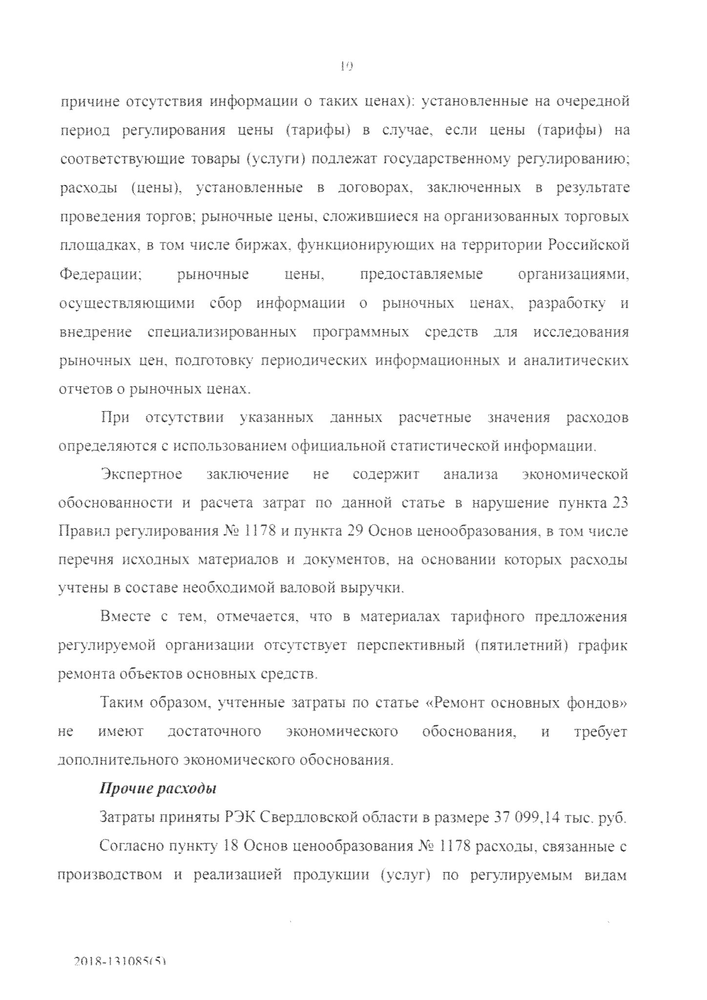 10
причине отсутствия информации о таких ценах): установленные на очередной
период регулирования цены (тарифы) в случае, если цены (тарифы) на
соответствующие товары (услуги) подлежат государственному регулированию;
расходы (цены), установленные в договорах, заключенных в результате
проведения торгов; рыночные цены, сложившиеся на организованных торговых
площадках, в том числе биржах, функционирующих на территории Российской
Федерации; рыночные цены, предоставляемые организациями,
осуществляющими сбор информации о рыночных ценах, разработку и
внедрение специализированных программных средств для исследования
рыночных цен, подготовку периодических информационных и аналитических
отчетов о рыночных ценах.
При отсутствии указанных данных расчетные значения расходов
определяются с использованием официальной статистической информации.
Экспертное заключение не содержит анализа экономической
обоснованности и расчета затрат по данной статье в нарушение пункта 23
Правил регулирования № 1178 и пункта 29 Основ ценообразования, в том числе
перечня исходных материалов и документов, на основании которых расходы
учтены в составе необходимой валовой выручки.
Вместе с тем, отмечается, что в материалах тарифного предложения
регулируемой организации отсутствует перспективный (пятилетний) график
ремонта объектов основных средств.
Таким образом, учтенные затраты по статье «Ремонт основных фондов»
не имеют достаточного экономического обоснования, и требует
дополнительного экономического обоснования.
Прочие расходы
Затраты приняты РЭК Свердловской области в размере 37 099,14 тыс. руб.
Согласно пункту 18 Основ ценообразования № 1178 расходы, связанные с
производством и реализацией продукции (услуг) по регулируемым видам
2018-131085(5)